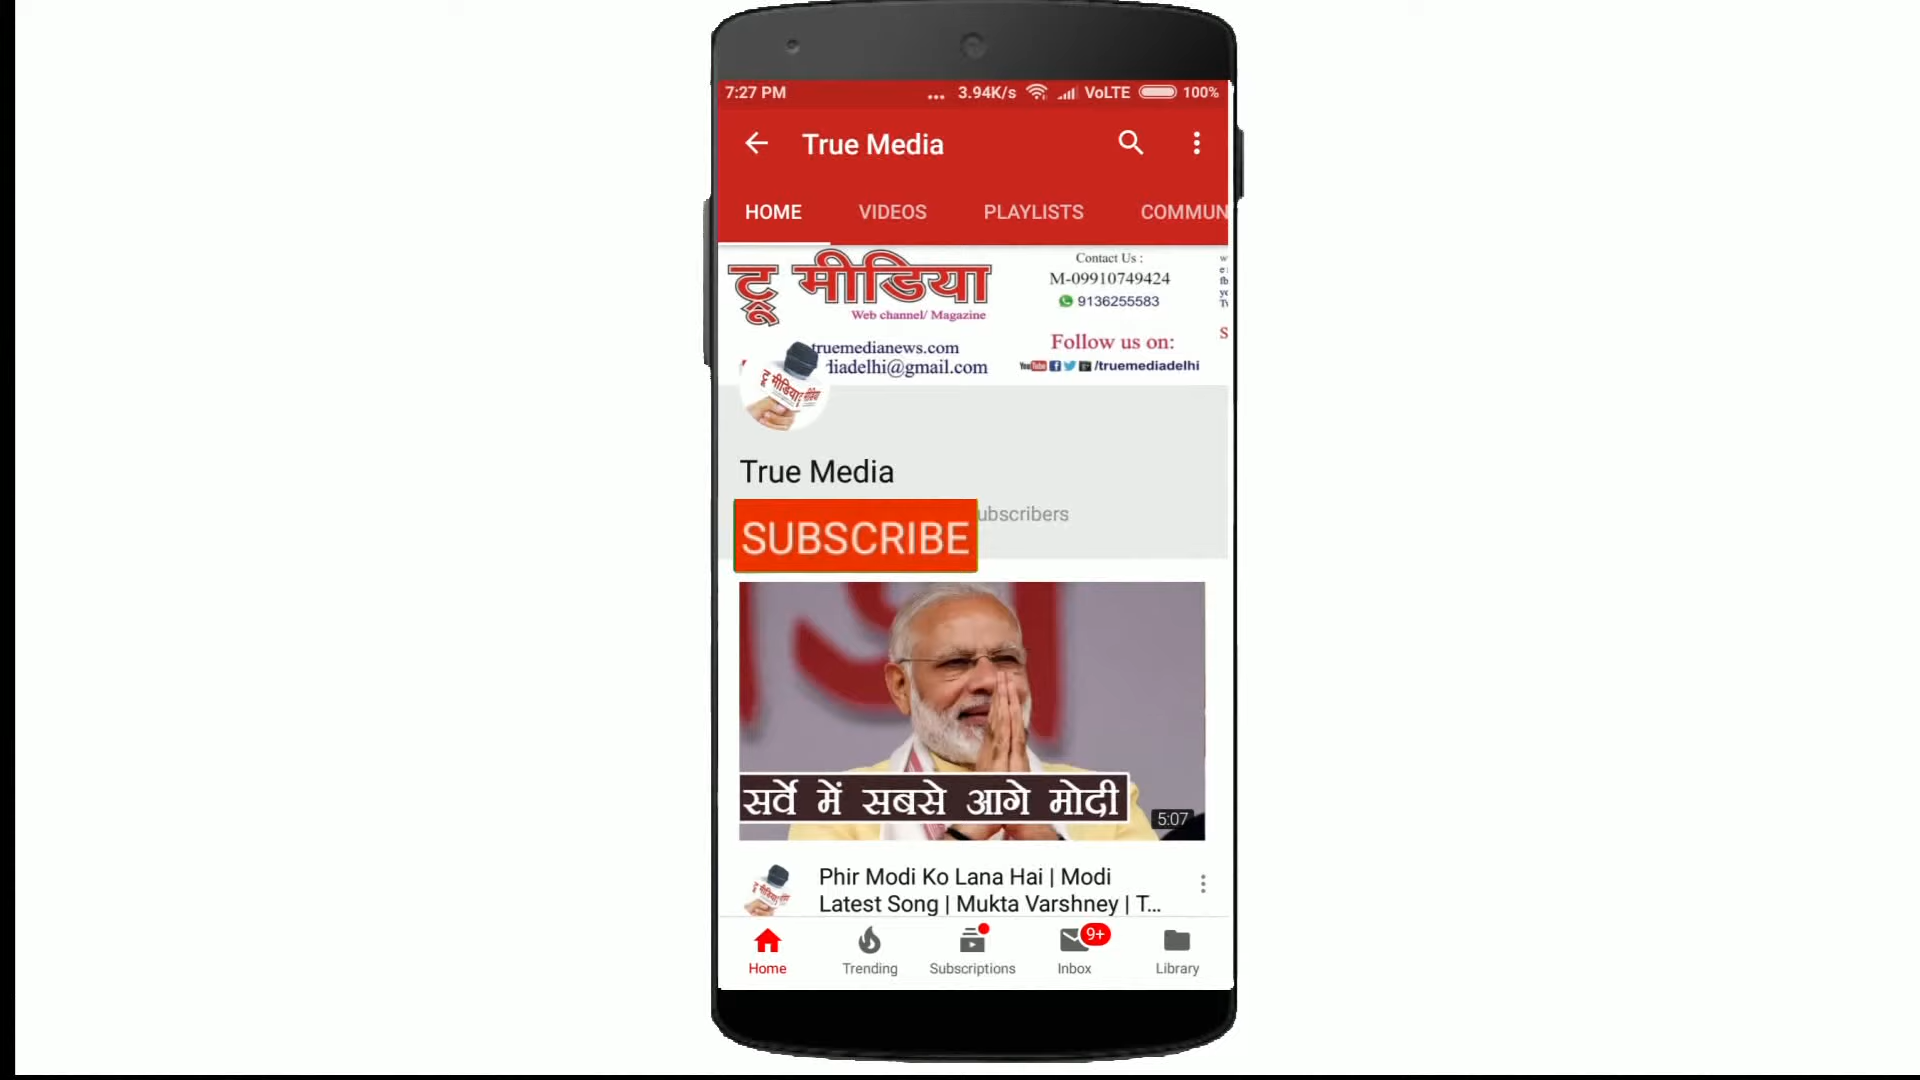 7:27 PM ... 3.94K/s VoLTE 100%
True Media
HOME VIDEOS PLAYLISTS COMMUN
टू मीडिया
Web channel/ Magazine
truemedianews.com
diadelhi@gmail.com
Contact Us :
M-09910749424
9136255583
Follow us on:
You Tube /truemediadelhi
टू मीडिया
True Media
SUBSCRIBE ubscribers
सर्वे में सबसे आगे मोदी
5:07
Phir Modi Ko Lana Hai | Modi
Latest Song | Mukta Varshney | T...
9+
Home Trending Subscriptions Inbox Library